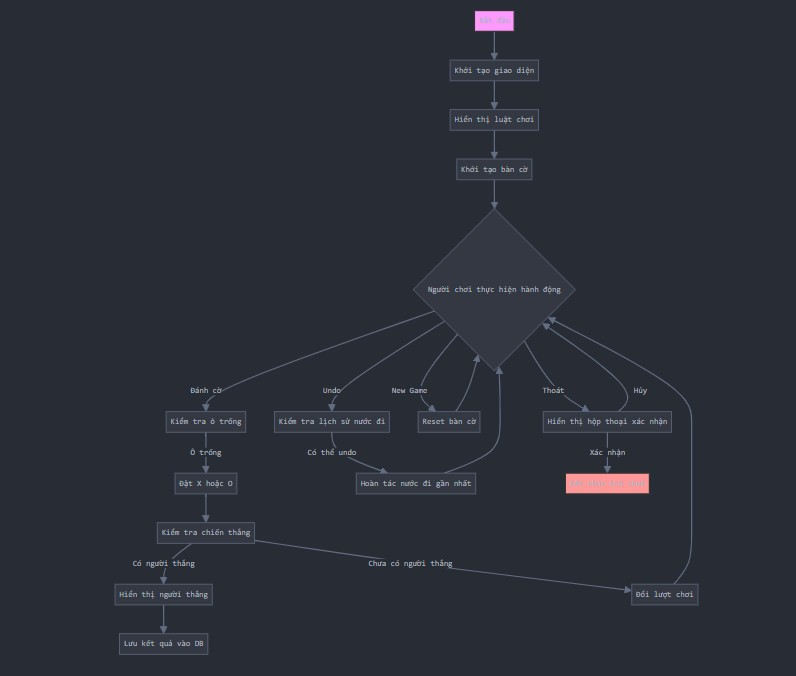 Bắt đầu
Khởi tạo giao diện
Hiển thị luật chơi
Khởi tạo bàn cờ
Người chơi thực hiện hành động
Đánh cờ
Undo
New Game
Thoát
Hủy
Kiểm tra ô trống
Kiểm tra lịch sử nước đi
Reset bàn cờ
Hiển thị hộp thoại xác nhận
Ô trống
Có thể undo
Xác nhận
Đặt X hoặc O
Hoàn tác nước đi gần nhất
Kiểm tra chiến thắng
Có người thắng
Chưa có người thắng
Hiển thị người thắng
Đổi lượt chơi
Lưu kết quả vào DB